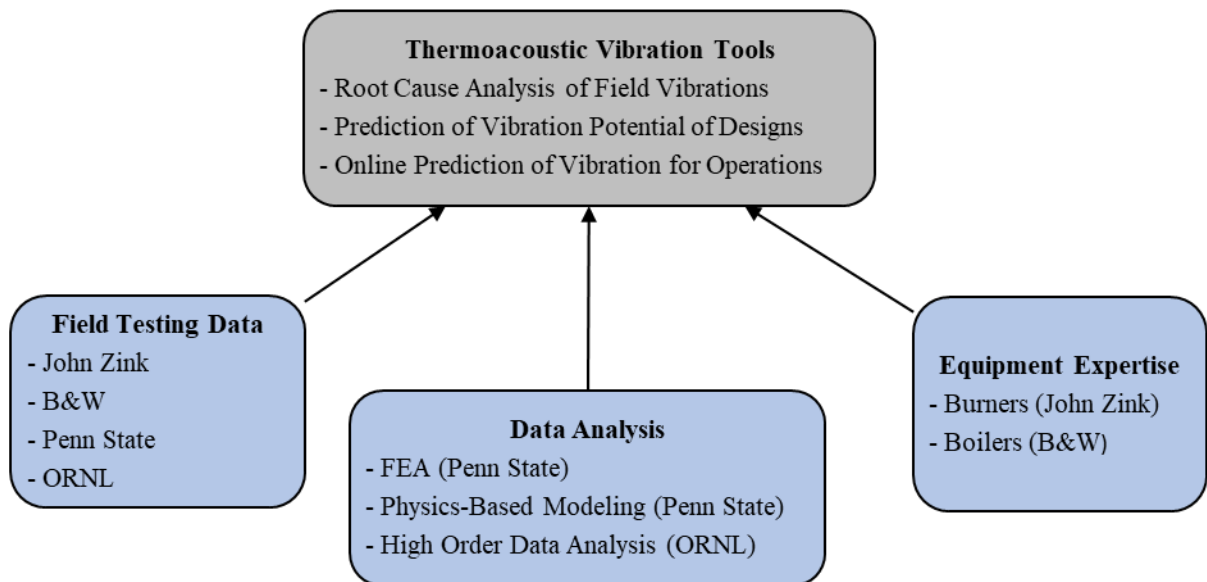 Thermoacoustic Vibration Tools
- Root Cause Analysis of Field Vibrations
- Prediction of Vibration Potential of Designs
- Online Prediction of Vibration for Operations
Field Testing Data
- John Zink
- B&W
- Penn State
- ORNL
Data Analysis
- FEA (Penn State)
- Physics-Based Modeling (Penn State)
- High Order Data Analysis (ORNL)
Equipment Expertise
- Burners (John Zink)
- Boilers (B&W)